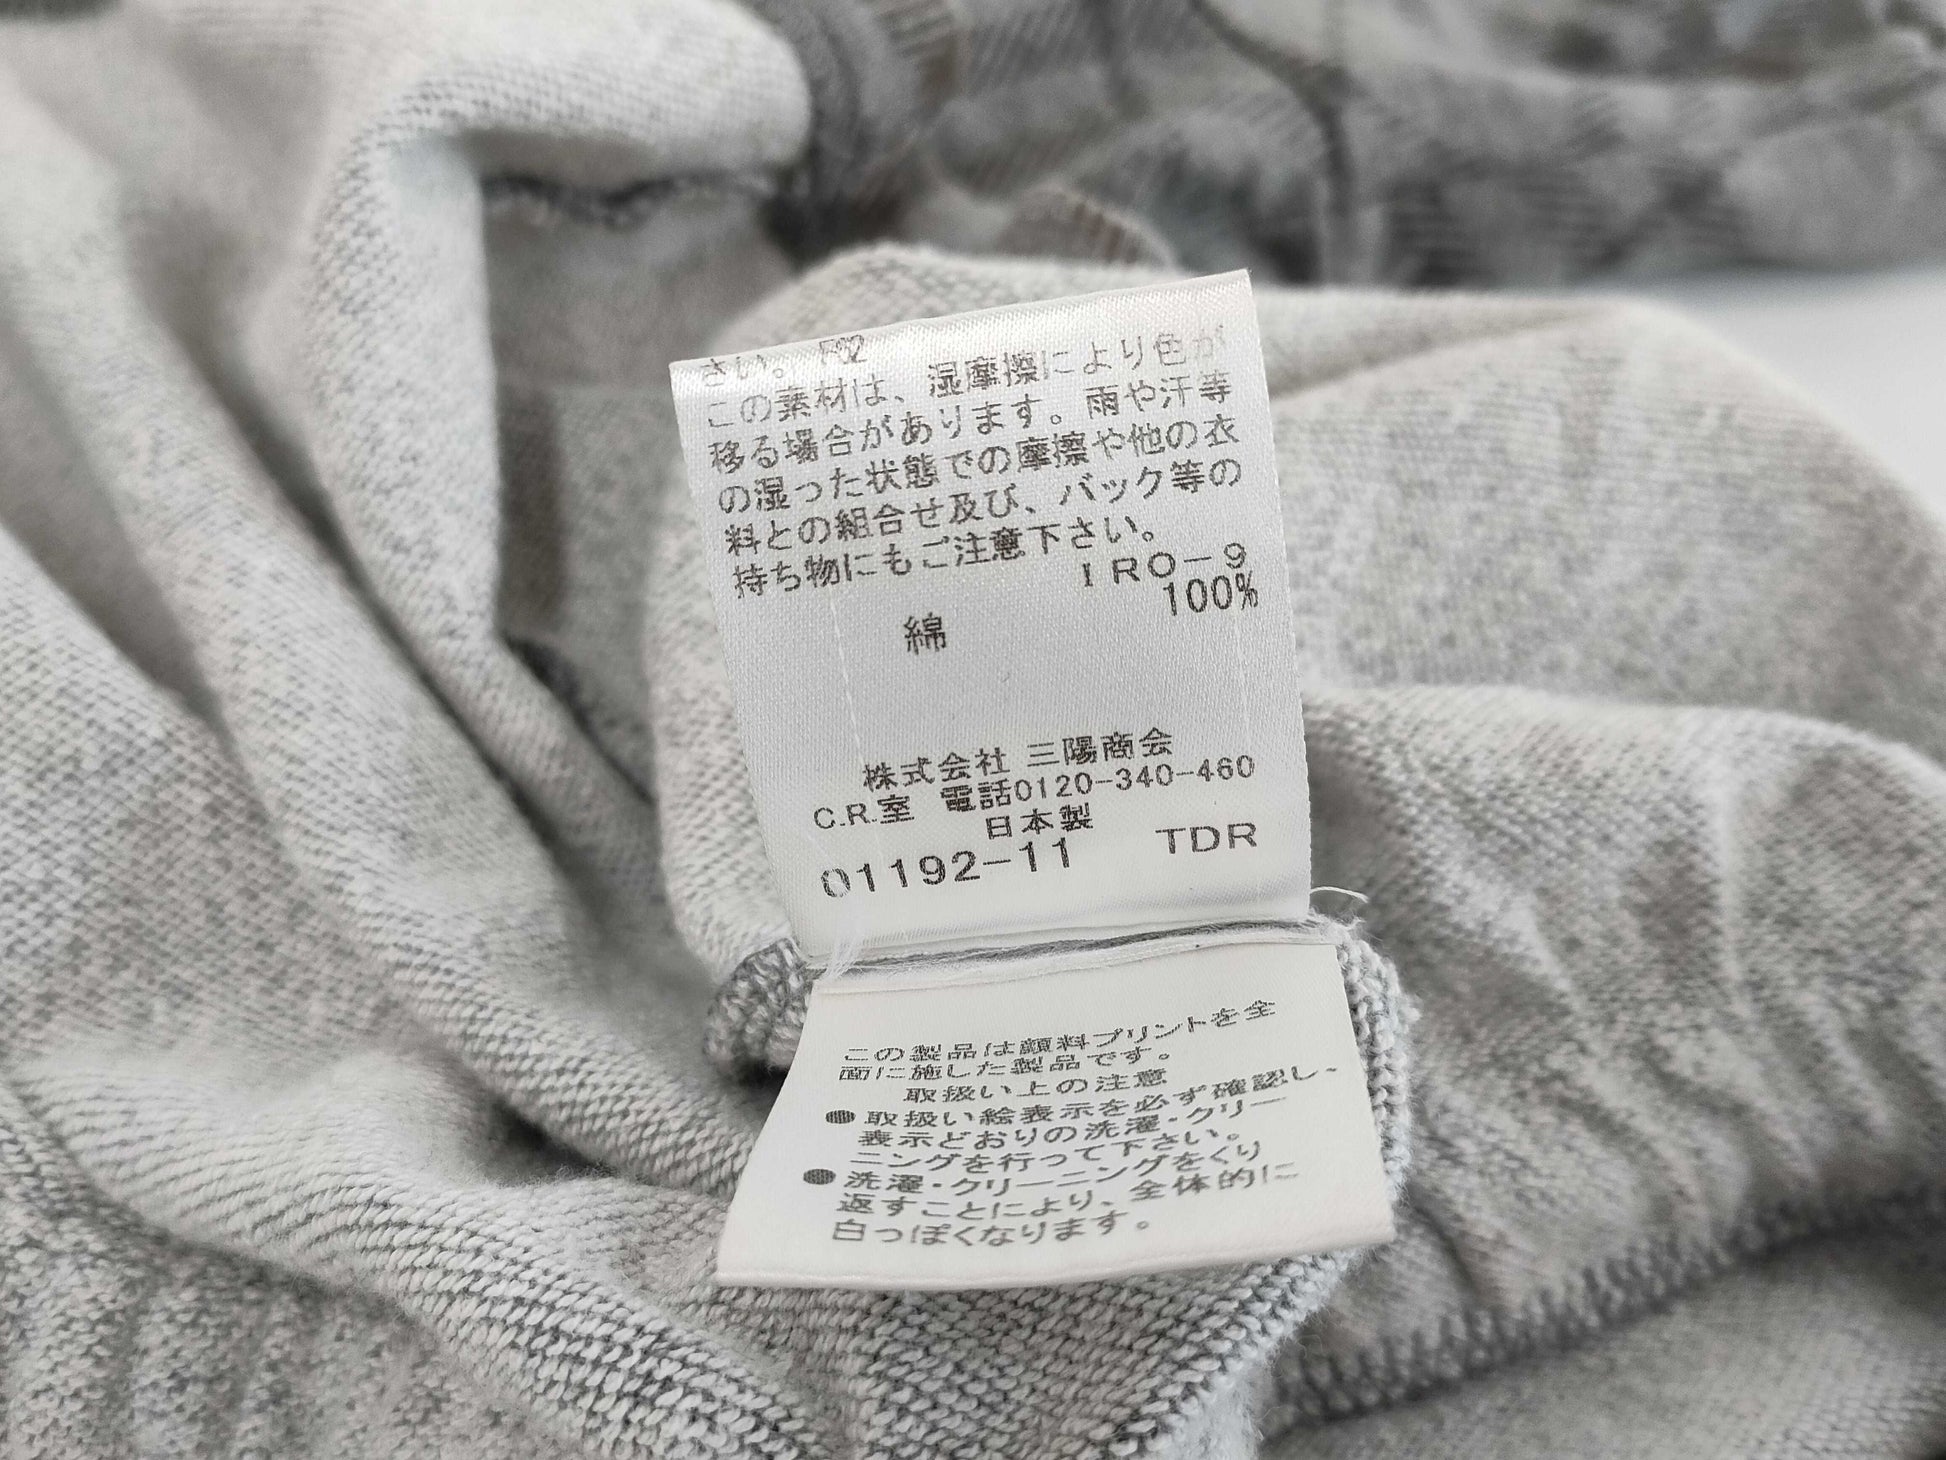 さい。
この素材は、湿摩擦により色が
移る場合があります。雨や汗等
の湿った状態での摩擦や他の衣
料との組合せ及び、バック等の
持ち物にもご注意下さい。
IRO-9
綿 100%
株式会社 三陽商会
C.R.室 電話0120-340-460
日本製
01192-11 TDR
この製品は顔料プリントを全
面に施した製品です。
取扱い上の注意
●取扱い絵表示を必ず確認し、
表示どおりの洗濯・クリー
ニングを行って下さい。
●洗濯・クリーニングをくり
返すことにより、全体的に
白っぽくなります。